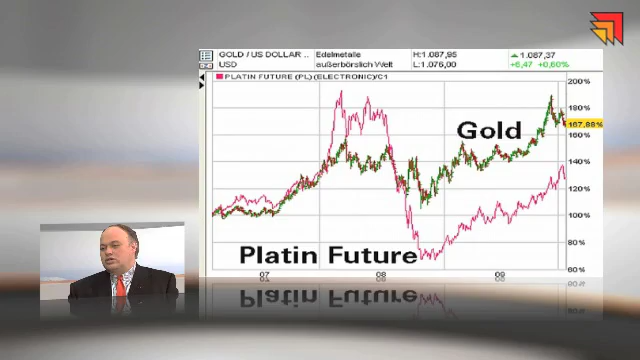 GOLD / US DOLLAR ... Edelmetalle H:1.087,95 1.087,37
USD außerbörslich Welt L:1.076,00 +6,47 +0,60%
PLATIN FUTURE (PL) (ELECTRONIC)/C1
200%
180%
Gold
167,88%
160%
140%
120%
100%
80%
Platin Future
60%
07 08 09